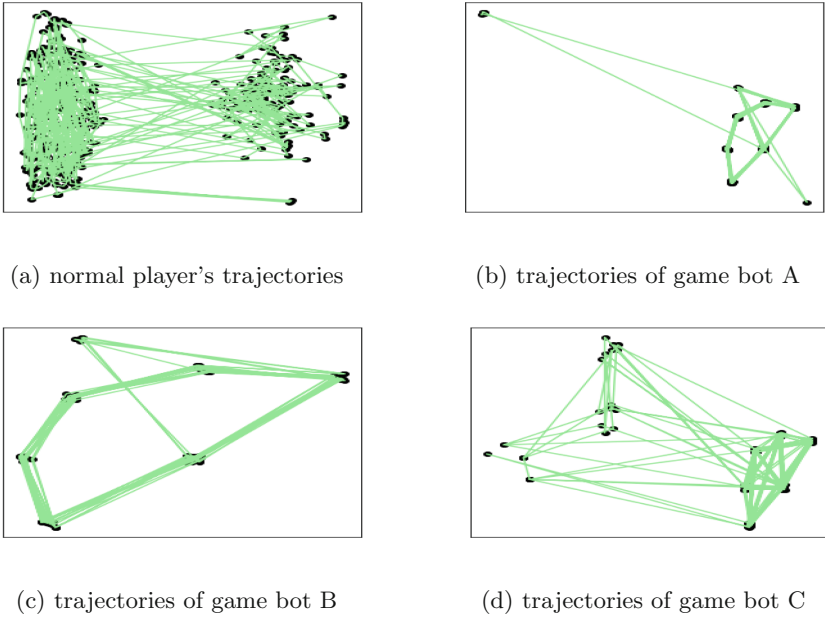 (a) normal player's trajectories
(b) trajectories of game bot A
(c) trajectories of game bot B
(d) trajectories of game bot C